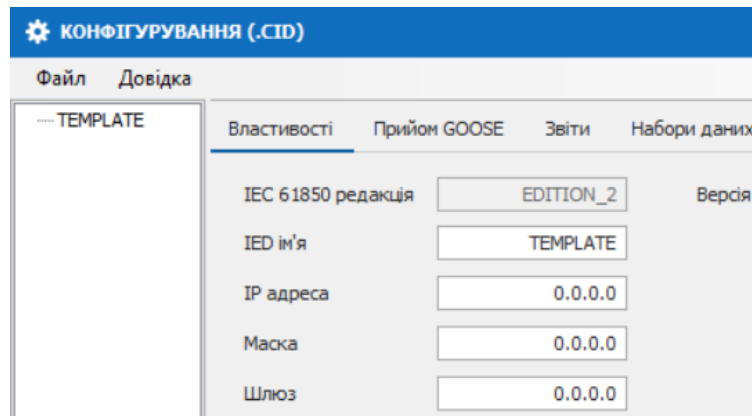 КОНФІГУРУВАННЯ (.CID)
Файл Довідка
TEMPLATE
Властивості Прийом GOOSE Звіти Набори даних
IEC 61850 редакція EDITION_2 Версія
IED ім'я TEMPLATE
IP адреса 0.0.0.0
Маска 0.0.0.0
Шлюз 0.0.0.0